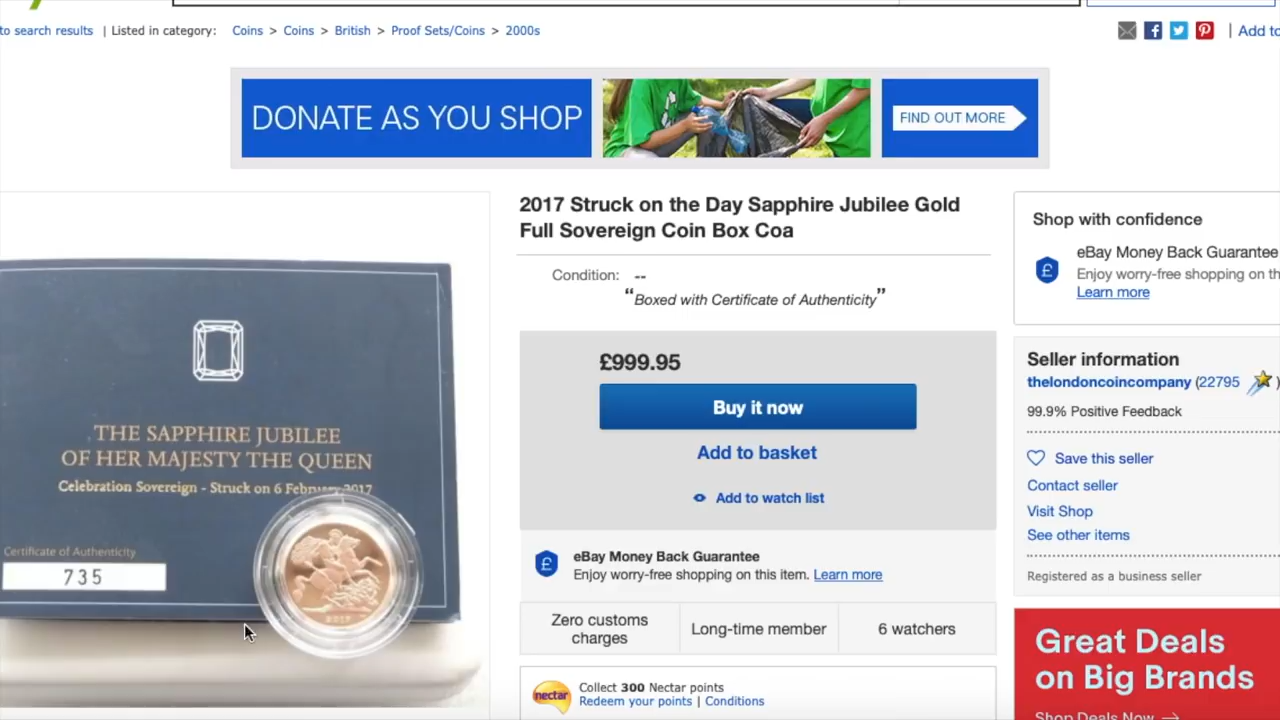 to search results | Listed in category: Coins > Coins > British > Proof Sets/Coins > 2000s
| Add to
DONATE AS YOU SHOP
FIND OUT MORE
2017 Struck on the Day Sapphire Jubilee Gold
Full Sovereign Coin Box Coa
Condition: --
“Boxed with Certificate of Authenticity”
£999.95
Buy it now
Add to basket
Add to watch list
eBay Money Back Guarantee
Enjoy worry-free shopping on this item. Learn more
Zero customs
charges
Long-time member
6 watchers
nectar
Collect 300 Nectar points
Redeem your points | Conditions
THE SAPPHIRE JUBILEE
OF HER MAJESTY THE QUEEN
Celebration Sovereign - Struck on 6 February 2017
Certificate of Authenticity
735
2017
Shop with confidence
eBay Money Back Guarantee
Enjoy worry-free shopping on th
Learn more
Seller information
thelondoncoincompany (22795 )
99.9% Positive Feedback
Save this seller
Contact seller
Visit Shop
See other items
Registered as a business seller
Great Deals
on Big Brands
Shop Deals Now →